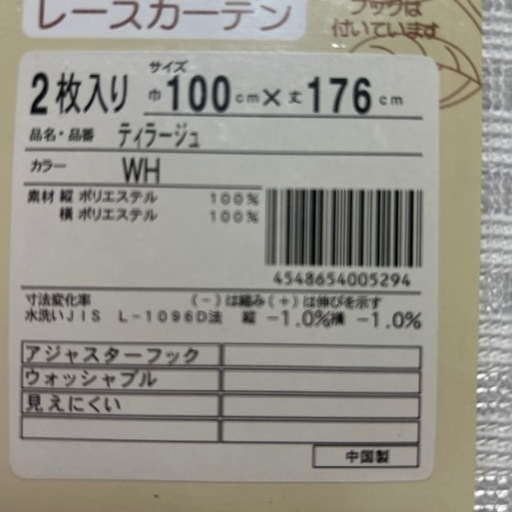 レースカーテン
フックは
付いています
サイズ
2枚入り 巾100cm×丈176cm
品名・品番 ティラージュ
カラー WH
素材 縦 ポリエステル 100%
横 ポリエステル 100%
4548654005294
寸法変化率 (-)は縮み(+)は伸びを示す
水洗いJIS L-1096D法 縦 -1.0%横 -1.0%
アジャスターフック
ウォッシャブル
見えにくい
中国製